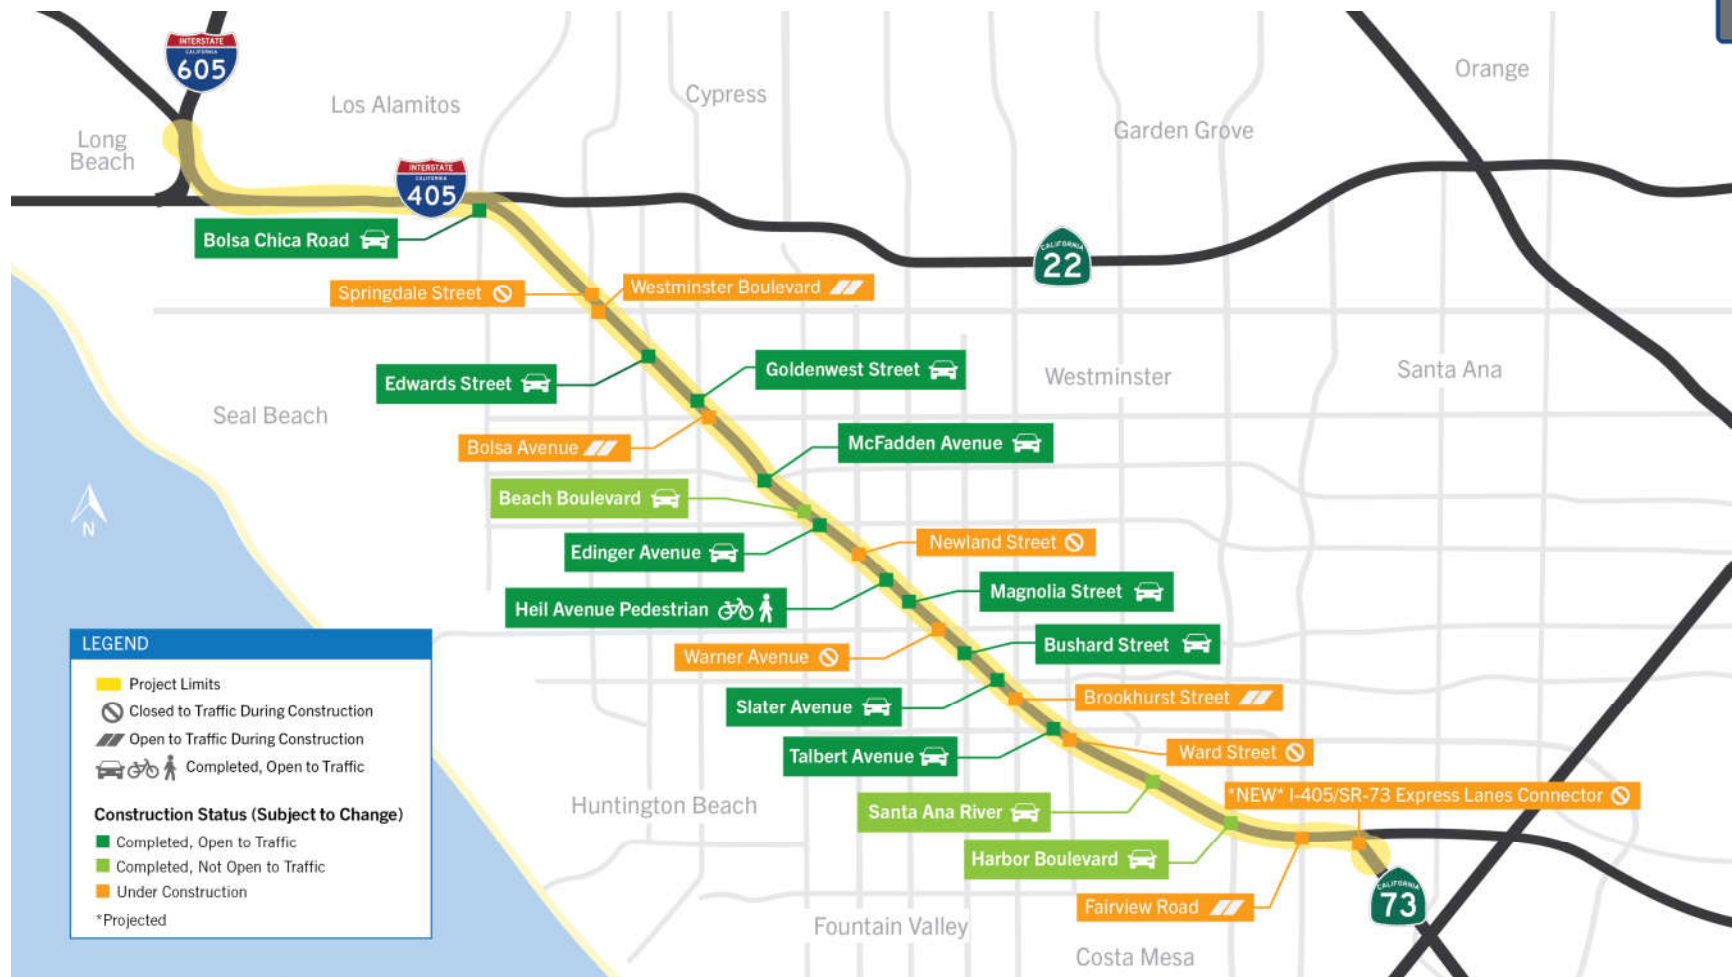 INTERSTATE
CALIFORNIA
605
Los Alamitos
Cypress
Orange
Long
Beach
Garden Grove
INTERSTATE
CALIFORNIA
405
Bolsa Chica Road
CALIFORNIA
22
Springdale Street
Westminster Boulevard
Edwards Street
Goldenwest Street
Westminster
Santa Ana
Seal Beach
Bolsa Avenue
McFadden Avenue
Beach Boulevard
N
Edinger Avenue
Newland Street
Heil Avenue Pedestrian
Magnolia Street
Warner Avenue
Bushard Street
Slater Avenue
Brookhurst Street
Talbert Avenue
Ward Street
Huntington Beach
Santa Ana River
*NEW* I-405/SR-73 Express Lanes Connector
Harbor Boulevard
Fairview Road
CALIFORNIA
73
Fountain Valley
Costa Mesa
LEGEND
Project Limits
Closed to Traffic During Construction
Open to Traffic During Construction
Completed, Open to Traffic
Construction Status (Subject to Change)
Completed, Open to Traffic
Completed, Not Open to Traffic
Under Construction
*Projected